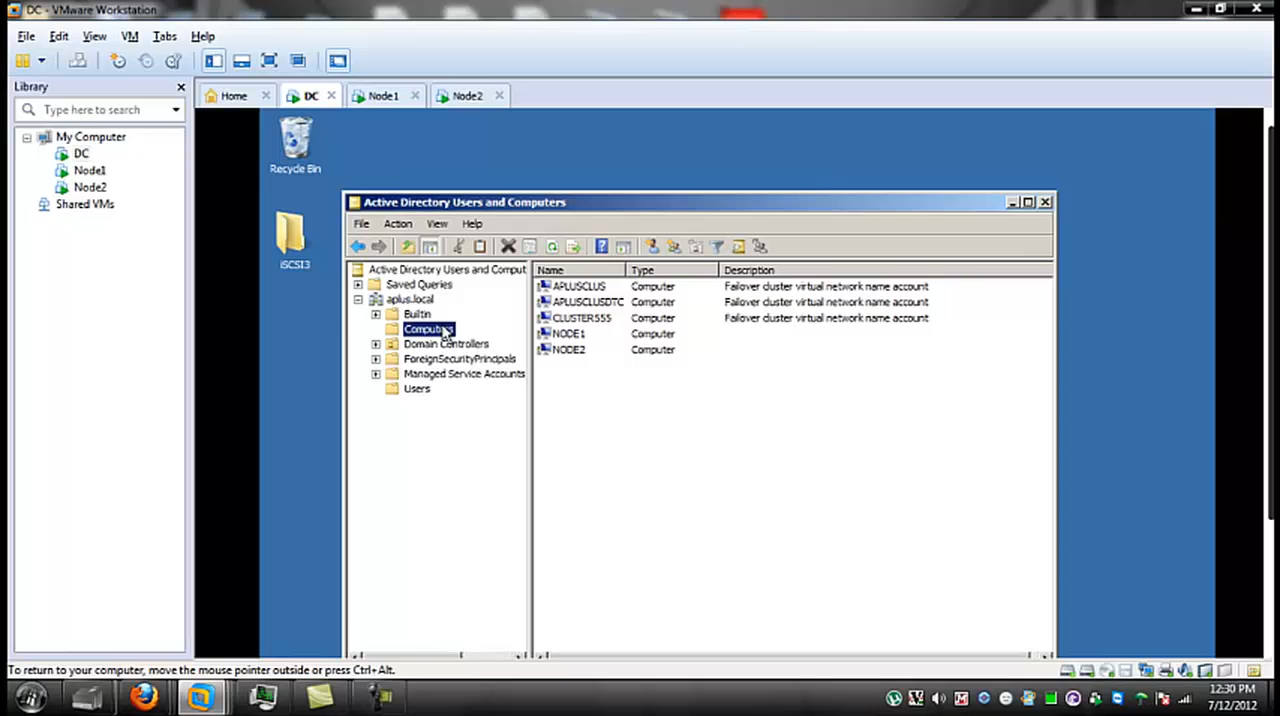 DC - VMware Workstation
File Edit View VM Tabs Help
Library
Type here to search
My Computer
DC
Node1
Node2
Shared VMs
Home DC Node1 Node2
Recycle Bin
iSCSI3
Active Directory Users and Computers
File Action View Help
Active Directory Users and Comput
Saved Queries
aplus.local
Builtin
Computers
Domain Controllers
ForeignSecurityPrincipals
Managed Service Accounts
Users
Name Type Description
APLUSCLUS Computer Failover cluster virtual network name account
APLUSCLUSDTC Computer Failover cluster virtual network name account
CLUSTER555 Computer Failover cluster virtual network name account
NODE1 Computer
NODE2 Computer
To return to your computer, move the mouse pointer outside or press Ctrl+Alt.
12:30 PM
7/12/2012